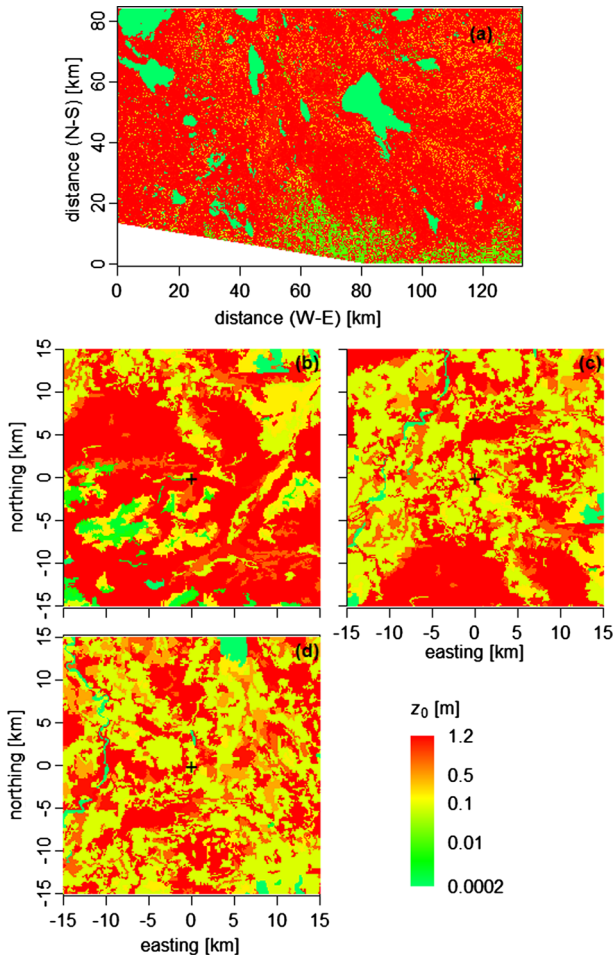 (a)
distance (N-S) [km]
80
60
40
20
0
0 20 40 60 80 100 120
distance (W-E) [km]
(b)
northing [km]
15
10
5
0
-5
-10
-15
(c)
-15 -10 -5 0 5 10 15
easting [km]
(d)
northing [km]
15
10
5
0
-5
-10
-15
-15 -10 -5 0 5 10 15
easting [km]
z0 [m]
1.2
0.5
0.1
0.01
0.0002